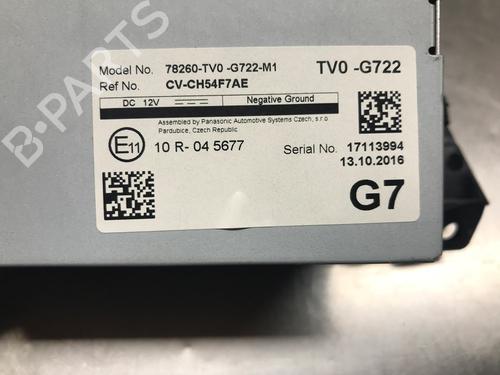 B-PARTS
Model No. 78260-TV0 -G722-M1 TV0 -G722
Ref No. CV-CH54F7AE
DC 12V Negative Ground
Assembled by Panasonic Automotive Systems Czech, s.r.o
Pardubice, Czech Republic
E11 10 R- 04 5677
Serial No. 17113994
13.10.2016
G7